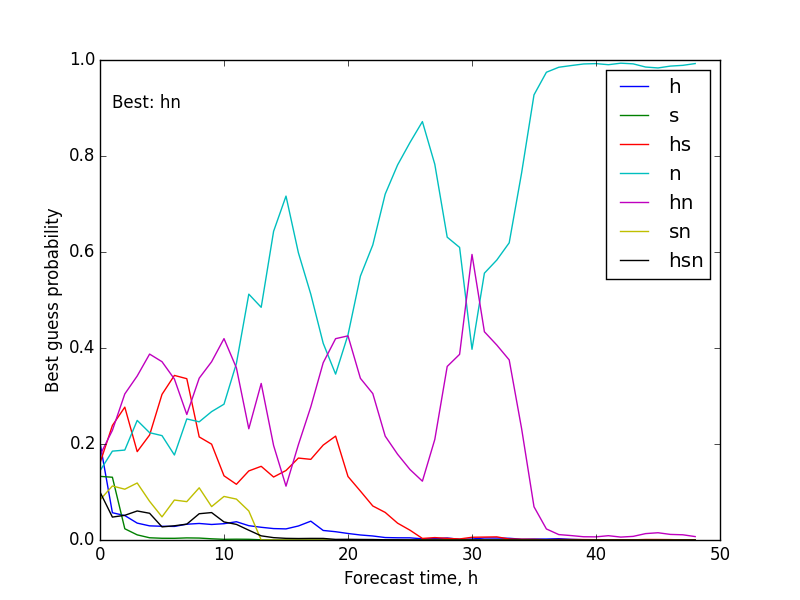 1.0
0.8
0.6
0.4
0.2
0.0
Best guess probability
Best: hn
h
s
hs
n
hn
sn
hsn
0 10 20 30 40 50
Forecast time, h